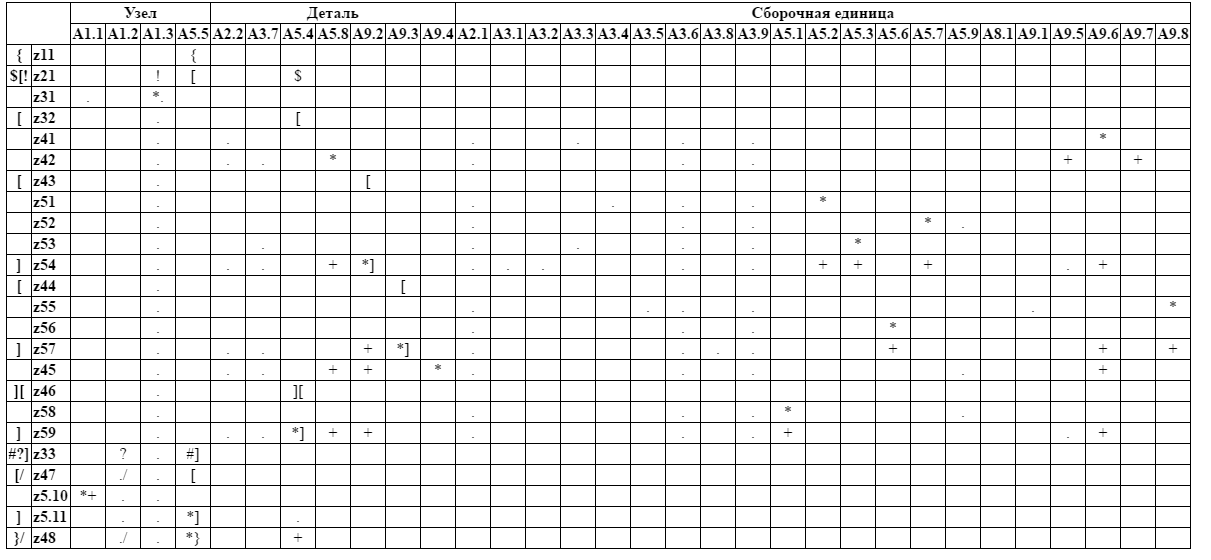 Узел Деталь Сборочная единица
A1.1 A1.2 A1.3 A5.5 A2.2 A3.7 A5.4 A5.8 A9.2 A9.3 A9.4 A2.1 A3.1 A3.2 A3.3 A3.4 A3.5 A3.6 A3.8 A3.9 A5.1 A5.2 A5.3 A5.6 A5.7 A5.9 A8.1 A9.1 A9.5 A9.6 A9.7 A9.8
{ z11 {
$[! z21 ! [ $
z31 . *.
[ z32 . [
z41 . . . . . . *
z42 . . . * . . . + +
[ z43 . [
z51 . . . . . *
z52 . . . . * .
z53 . . . . . . *
] z54 . . . + *] . . . . . + + + . +
[ z44 . [
z55 . . . . . . *
z56 . . . . *
] z57 . . . + *] . . . . + + +
z45 . . . + + * . . . . +
][ z46 . ][
z58 . . . . * .
] z59 . . . *] + + . . . + . +
#?] z33 ? . #]
[/ z47 ./ . [
z5.10 *+ . .
] z5.11 . . *] .
}/ z48 ./ . *} +